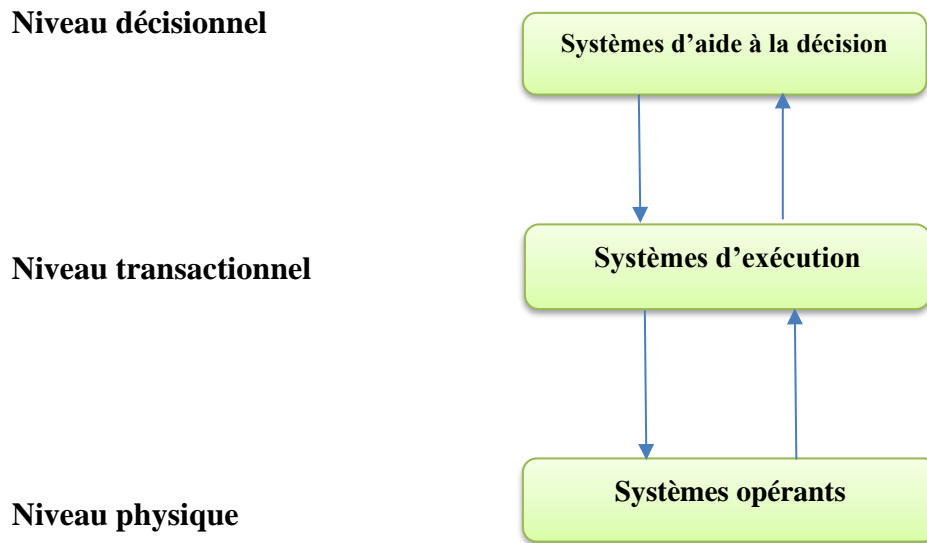 Niveau décisionnel
Systèmes d’aide à la décision
Niveau transactionnel
Systèmes d’exécution
Niveau physique
Systèmes opérants